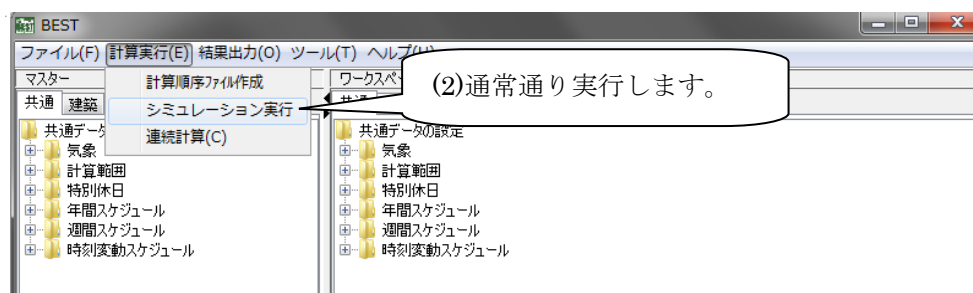 BEST
ファイル(F) 計算実行(E) 結果出力(O) ツール(T) ヘルプ(H)
マスター
ワークスペ
共通 建築
計算順序ファイル作成
シミュレーション実行
連続計算(C)
(2)通常通り実行します。
共通データ
気象
計算範囲
特別休日
年間スケジュール
週間スケジュール
時刻変動スケジュール
共通
共通データの設定
気象
計算範囲
特別休日
年間スケジュール
週間スケジュール
時刻変動スケジュール